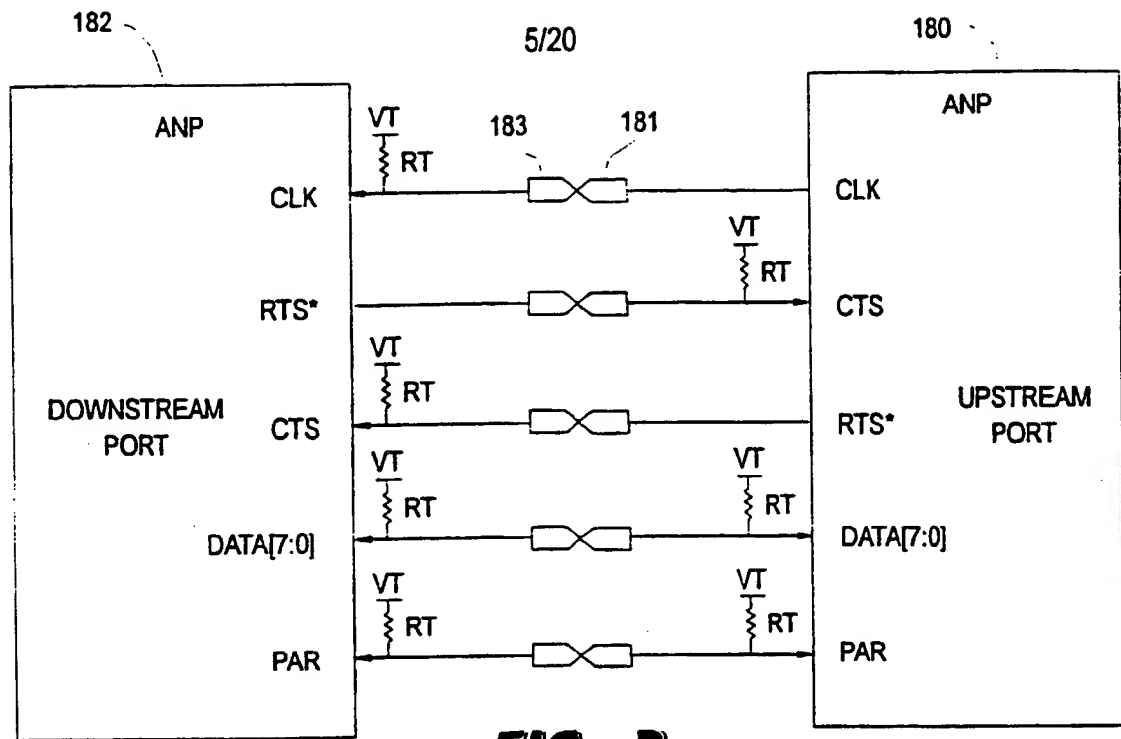 182
5/20
180
ANP
ANP
VT
RT
183
181
CLK
CLK
VT
RT
RTS*
CTS
VT
RT
DOWNSTREAM
PORT
CTS
RTS*
UPSTREAM
PORT
VT
RT
VT
RT
DATA[7:0]
DATA[7:0]
VT
RT
VT
RT
PAR
PAR